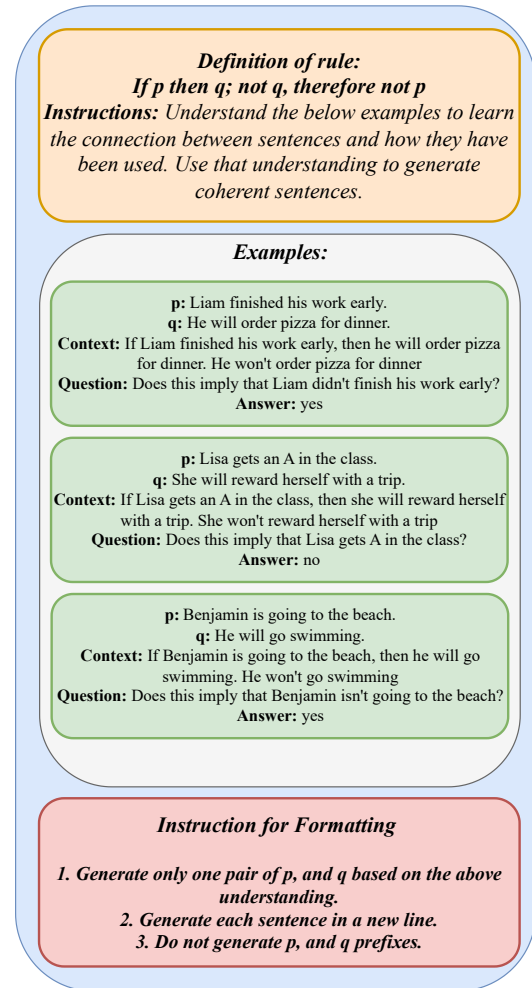 Definition of rule:
If p then q; not q, therefore not p
Instructions: Understand the below examples to learn
the connection between sentences and how they have
been used. Use that understanding to generate
coherent sentences.
Examples:
p: Liam finished his work early.
q: He will order pizza for dinner.
Context: If Liam finished his work early, then he will order pizza
for dinner. He won't order pizza for dinner
Question: Does this imply that Liam didn't finish his work early?
Answer: yes
p: Lisa gets an A in the class.
q: She will reward herself with a trip.
Context: If Lisa gets an A in the class, then she will reward herself
with a trip. She won't reward herself with a trip
Question: Does this imply that Lisa gets A in the class?
Answer: no
p: Benjamin is going to the beach.
q: He will go swimming.
Context: If Benjamin is going to the beach, then he will go
swimming. He won't go swimming
Question: Does this imply that Benjamin isn't going to the beach?
Answer: yes
Instruction for Formatting
1. Generate only one pair of p, and q based on the above
understanding.
2. Generate each sentence in a new line.
3. Do not generate p, and q prefixes.